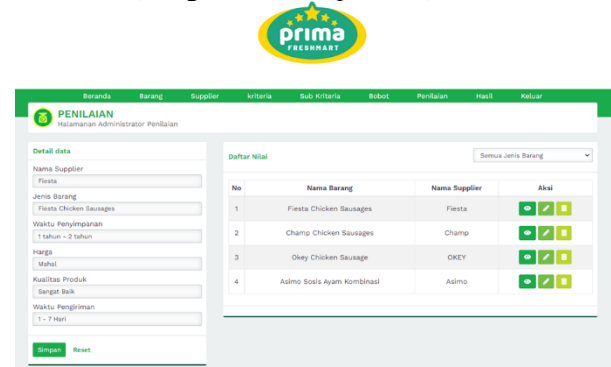 prima
FRESHMART
Beranda Barang Supplier kriteria Sub Kriteria Bobot Penilaian Hasil Keluar
PENILAIAN
Halamanan Administrator Penilaian
Detail data
Nama Supplier
Fiesta
Jenis Barang
Fiesta Chicken Sausages
Waktu Penyimpanan
1 tahun - 2 tahun
Harga
Mahal
Kualitas Produk
Sangat Baik
Waktu Pengiriman
1 - 7 Hari
Simpan Reset
Daftar Nilai Semua Jenis Barang
No Nama Barang Nama Supplier Aksi
1 Fiesta Chicken Sausages Fiesta
2 Champ Chicken Sausages Champ
3 Okey Chicken Sausage OKEY
4 Asimo Sosis Ayam Kombinasi Asimo